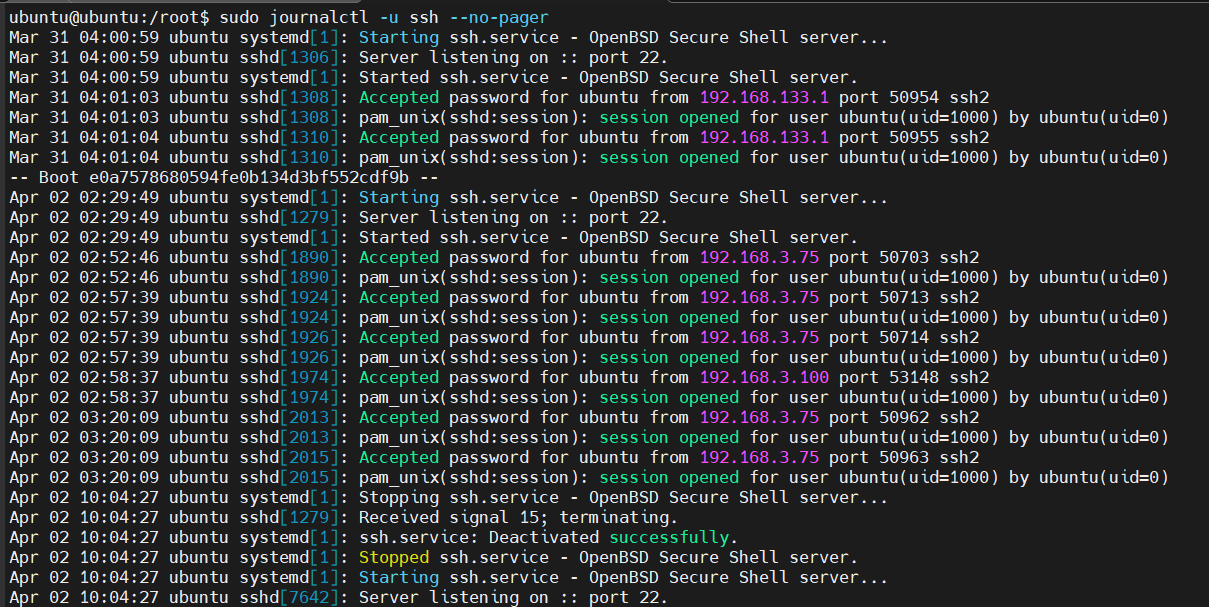 ubuntu@ubuntu:/root$ sudo journalctl -u ssh --no-pager
Mar 31 04:00:59 ubuntu systemd[1]: Starting ssh.service - OpenBSD Secure Shell server...
Mar 31 04:00:59 ubuntu sshd[1306]: Server listening on :: port 22.
Mar 31 04:00:59 ubuntu systemd[1]: Started ssh.service - OpenBSD Secure Shell server.
Mar 31 04:01:03 ubuntu sshd[1308]: Accepted password for ubuntu from 192.168.133.1 port 50954 ssh2
Mar 31 04:01:03 ubuntu sshd[1308]: pam_unix(sshd:session): session opened for user ubuntu(uid=1000) by ubuntu(uid=0)
Mar 31 04:01:04 ubuntu sshd[1310]: Accepted password for ubuntu from 192.168.133.1 port 50955 ssh2
Mar 31 04:01:04 ubuntu sshd[1310]: pam_unix(sshd:session): session opened for user ubuntu(uid=1000) by ubuntu(uid=0)
-- Boot e0a7578680594fe0b134d3bf552cdf9b --
Apr 02 02:29:49 ubuntu systemd[1]: Starting ssh.service - OpenBSD Secure Shell server...
Apr 02 02:29:49 ubuntu sshd[1279]: Server listening on :: port 22.
Apr 02 02:29:49 ubuntu systemd[1]: Started ssh.service - OpenBSD Secure Shell server.
Apr 02 02:52:46 ubuntu sshd[1890]: Accepted password for ubuntu from 192.168.3.75 port 50703 ssh2
Apr 02 02:52:46 ubuntu sshd[1890]: pam_unix(sshd:session): session opened for user ubuntu(uid=1000) by ubuntu(uid=0)
Apr 02 02:57:39 ubuntu sshd[1924]: Accepted password for ubuntu from 192.168.3.75 port 50713 ssh2
Apr 02 02:57:39 ubuntu sshd[1924]: pam_unix(sshd:session): session opened for user ubuntu(uid=1000) by ubuntu(uid=0)
Apr 02 02:57:39 ubuntu sshd[1926]: Accepted password for ubuntu from 192.168.3.75 port 50714 ssh2
Apr 02 02:57:39 ubuntu sshd[1926]: pam_unix(sshd:session): session opened for user ubuntu(uid=1000) by ubuntu(uid=0)
Apr 02 02:58:37 ubuntu sshd[1974]: Accepted password for ubuntu from 192.168.3.100 port 53148 ssh2
Apr 02 02:58:37 ubuntu sshd[1974]: pam_unix(sshd:session): session opened for user ubuntu(uid=1000) by ubuntu(uid=0)
Apr 02 03:20:09 ubuntu sshd[2013]: Accepted password for ubuntu from 192.168.3.75 port 50962 ssh2
Apr 02 03:20:09 ubuntu sshd[2013]: pam_unix(sshd:session): session opened for user ubuntu(uid=1000) by ubuntu(uid=0)
Apr 02 03:20:09 ubuntu sshd[2015]: Accepted password for ubuntu from 192.168.3.75 port 50963 ssh2
Apr 02 03:20:09 ubuntu sshd[2015]: pam_unix(sshd:session): session opened for user ubuntu(uid=1000) by ubuntu(uid=0)
Apr 02 10:04:27 ubuntu systemd[1]: Stopping ssh.service - OpenBSD Secure Shell server...
Apr 02 10:04:27 ubuntu sshd[1279]: Received signal 15; terminating.
Apr 02 10:04:27 ubuntu systemd[1]: ssh.service: Deactivated successfully.
Apr 02 10:04:27 ubuntu systemd[1]: Stopped ssh.service - OpenBSD Secure Shell server.
Apr 02 10:04:27 ubuntu systemd[1]: Starting ssh.service - OpenBSD Secure Shell server...
Apr 02 10:04:27 ubuntu sshd[7642]: Server listening on :: port 22.